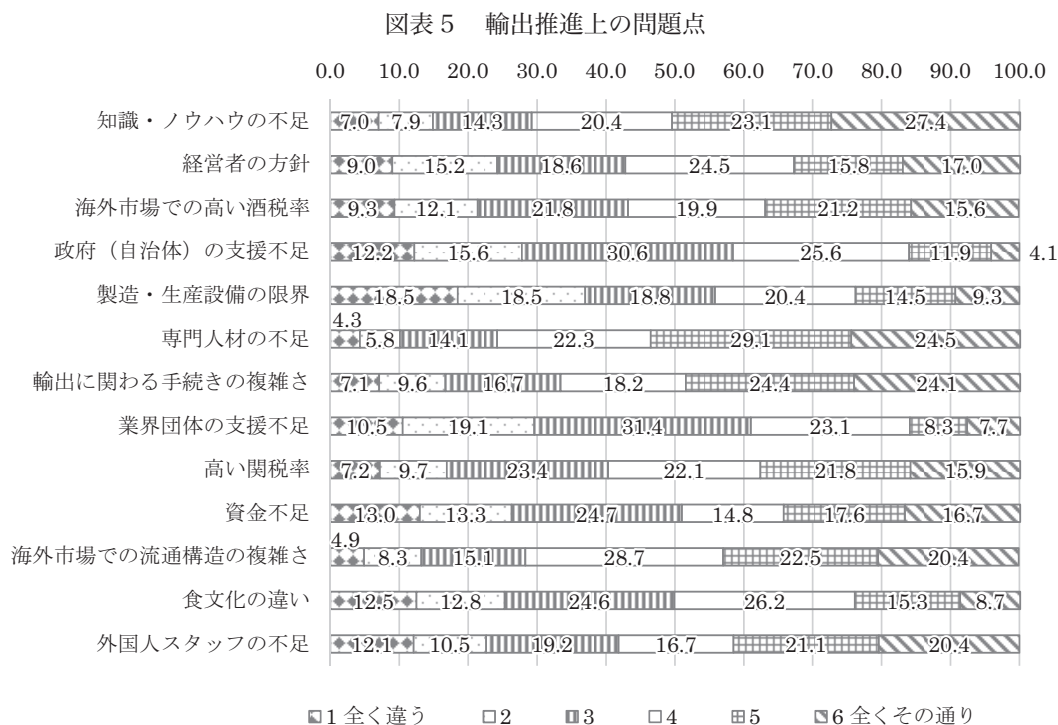 図表５　輸出推進上の問題点
0.0 10.0 20.0 30.0 40.0 50.0 60.0 70.0 80.0 90.0 100.0
知識・ノウハウの不足 7.0 7.9 14.3 20.4 23.1 27.4
経営者の方針 9.0 15.2 18.6 24.5 15.8 17.0
海外市場での高い酒税率 9.3 12.1 21.8 19.9 21.2 15.6
政府（自治体）の支援不足 12.2 15.6 30.6 25.6 11.9 4.1
製造・生産設備の限界 18.5 18.5 18.8 20.4 14.5 9.3
専門人材の不足 4.3 5.8 14.1 22.3 29.1 24.5
輸出に関わる手続きの複雑さ 7.1 9.6 16.7 18.2 24.4 24.1
業界団体の支援不足 10.5 19.1 31.4 23.1 8.3 7.7
高い関税率 7.2 9.7 23.4 22.1 21.8 15.9
資金不足 13.0 13.3 24.7 14.8 17.6 16.7
海外市場での流通構造の複雑さ 4.9 8.3 15.1 28.7 22.5 20.4
食文化の違い 12.5 12.8 24.6 26.2 15.3 8.7
外国人スタッフの不足 12.1 10.5 19.2 16.7 21.1 20.4
1 全く違う 2 3 4 5 6 全くその通り